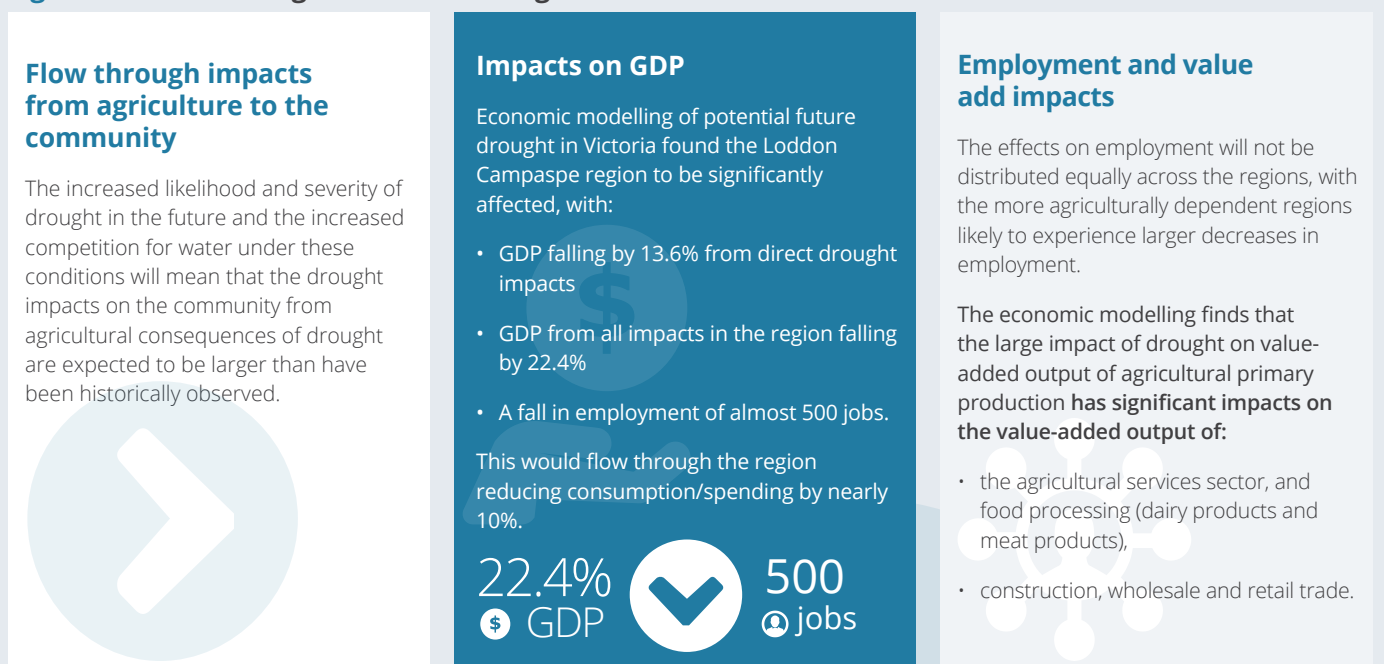 Flow through impacts
from agriculture to the
community
The increased likelihood and severity of
drought in the future and the increased
competition for water under these
conditions will mean that the drought
impacts on the community from
agricultural consequences of drought
are expected to be larger than have
been historically observed.
Impacts on GDP
Economic modelling of potential future
drought in Victoria found the Loddon
Campaspe region to be significantly
affected, with:
• GDP falling by 13.6% from direct drought
impacts
• GDP from all impacts in the region falling
by 22.4%
• A fall in employment of almost 500 jobs.
This would flow through the region
reducing consumption/spending by nearly
10%.
22.4%
$ GDP
500
jobs
Employment and value
add impacts
The effects on employment will not be
distributed equally across the regions, with
the more agriculturally dependent regions
likely to experience larger decreases in
employment.
The economic modelling finds that
the large impact of drought on value-
added output of agricultural primary
production has significant impacts on
the value-added output of:
• the agricultural services sector, and
food processing (dairy products and
meat products),
• construction, wholesale and retail trade.